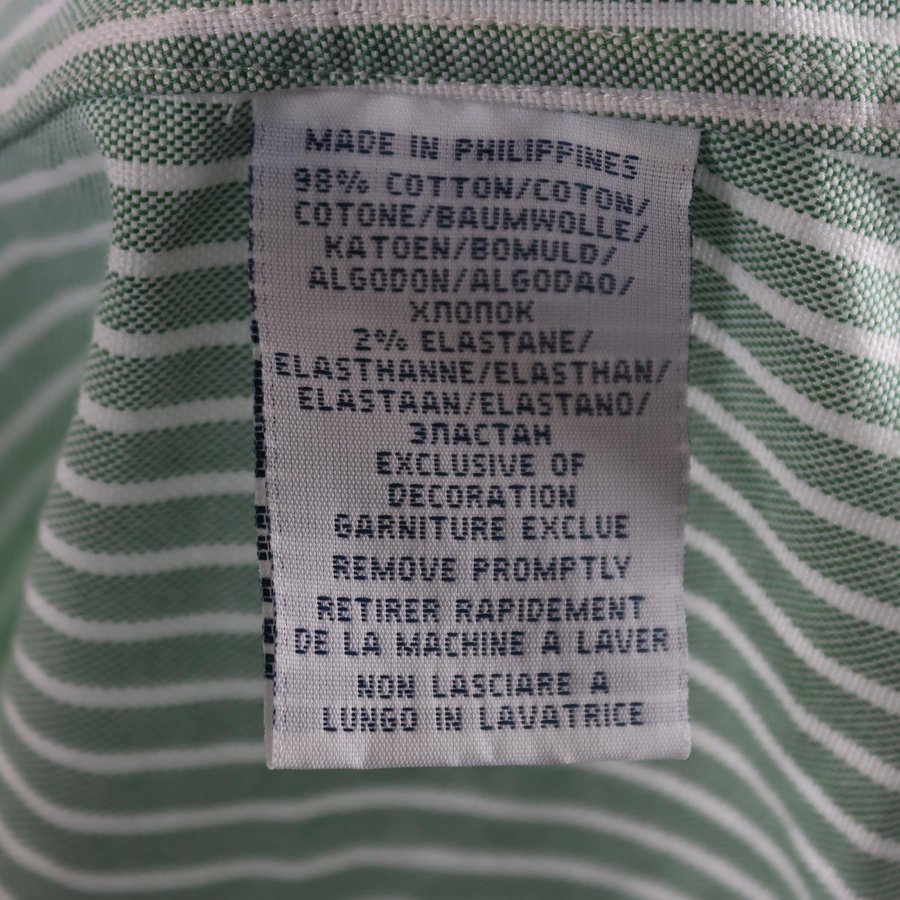 MADE IN PHILIPPINES
98% COTTON/COTON/
COTONE/BAUMWOLLE/
KATOEN/BOMULD/
ALGODON/ALGODAO/
ХЛОПОК
2% ELASTANE/
ELASTHANNE/ELASTHAN/
ELASTAAN/ELASTANO/
ЭЛАСТАН
EXCLUSIVE OF
DECORATION
GARNITURE EXCLUE
REMOVE PROMPTLY
RETIRER RAPIDEMENT
DE LA MACHINE A LAVER
NON LASCIARE A
LUNGO IN LAVATRICE